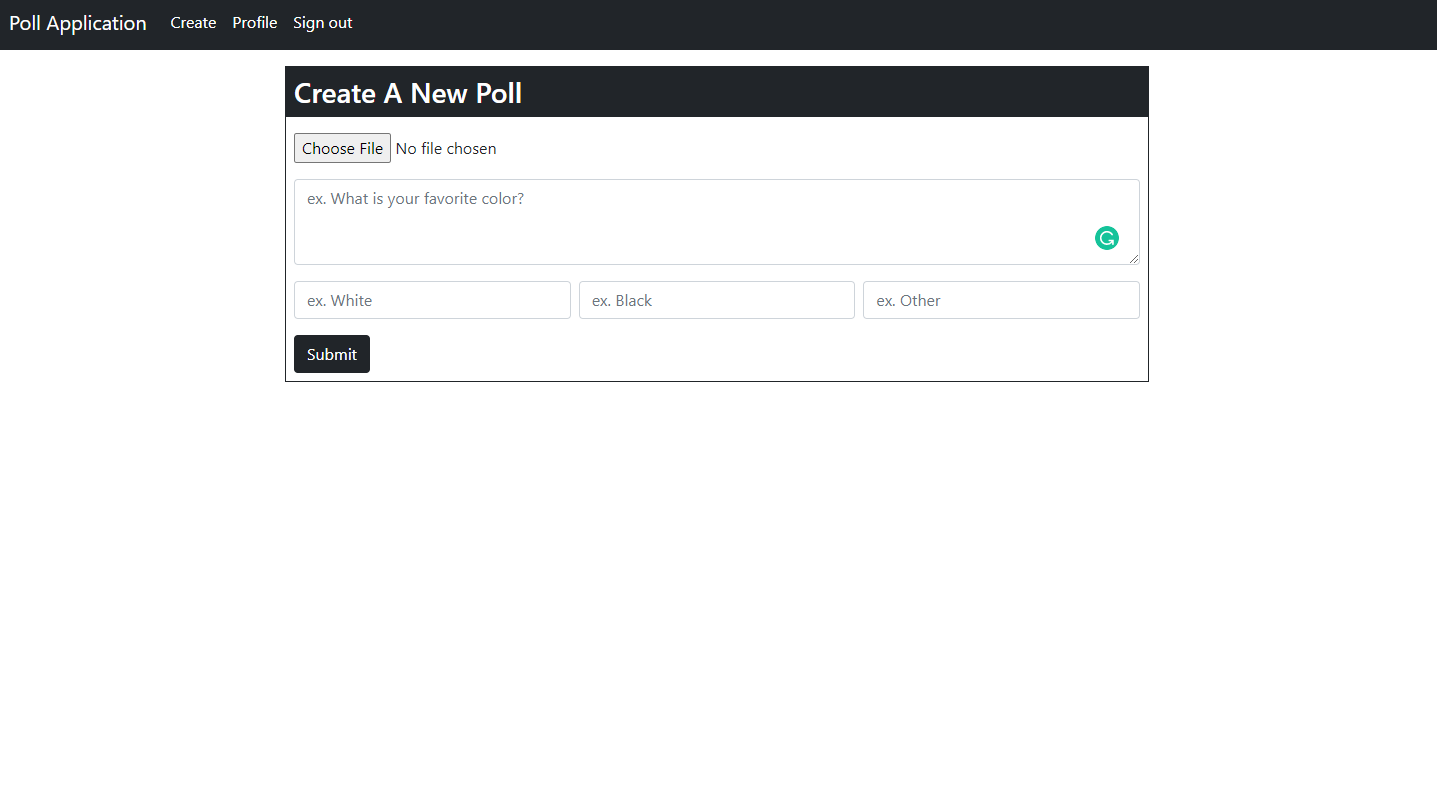 Poll Application Create Profile Sign out
Create A New Poll
Choose File No file chosen
ex. What is your favorite color?
ex. White ex. Black ex. Other
Submit